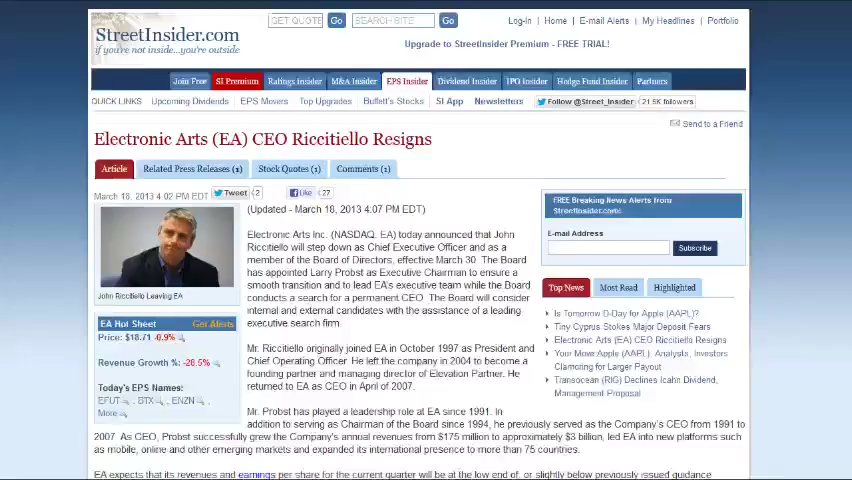 StreetInsider.com
if you're not inside...you're outside
GET QUOTE Go SEARCH SITE Go
Log-In | Home | E-mail Alerts | My Headlines | Portfolio
Upgrade to StreetInsider Premium - FREE TRIAL!
Join Free SI Premium Ratings Insider M&A Insider EPS Insider Dividend Insider IPO Insider Hedge Fund Insider Partners
QUICK LINKS Upcoming Dividends EPS Movers Top Upgrades Buffett's Stocks SI App Newsletters Follow @Street_Insider 21.5K followers
Send to a Friend
Electronic Arts (EA) CEO Riccitiello Resigns
Article Related Press Releases (1) Stock Quotes (1) Comments (1)
March 18, 2013 4:02 PM EDT Tweet 2 Like 27
John Riccitiello Leaving EA
EA Hot Sheet Get Alerts
Price: $18.71 -0.9%
Revenue Growth %: -28.5%
Today's EPS Names:
EFUT, BTX, ENZN,
More
(Updated - March 18, 2013 4:07 PM EDT)
Electronic Arts Inc. (NASDAQ: EA) today announced that John
Riccitiello will step down as Chief Executive Officer and as a
member of the Board of Directors, effective March 30. The Board
has appointed Larry Probst as Executive Chairman to ensure a
smooth transition and to lead EA's executive team while the Board
conducts a search for a permanent CEO. The Board will consider
internal and external candidates with the assistance of a leading
executive search firm.
Mr. Riccitiello originally joined EA in October 1997 as President and
Chief Operating Officer. He left the company in 2004 to become a
founding partner and managing director of Elevation Partner. He
returned to EA as CEO in April of 2007.
Mr. Probst has played a leadership role at EA since 1991. In
addition to serving as Chairman of the Board since 1994, he previously served as the Company's CEO from 1991 to
2007. As CEO, Probst successfully grew the Company's annual revenues from $175 million to approximately $3 billion, led EA into new platforms such
as mobile, online and other emerging markets and expanded its international presence to more than 75 countries.
EA expects that its revenues and earnings per share for the current quarter will be at the low end of, or slightly below previously issued guidance
FREE Breaking News Alerts from
StreetInsider.com!
E-mail Address
Subscribe
Top News Most Read Highlighted
Is Tomorrow D-Day for Apple (AAPL)?
Tiny Cyprus Stokes Major Deposit Fears
Electronic Arts (EA) CEO Riccitiello Resigns
Your Move Apple (AAPL): Analysts, Investors
Clamoring for Larger Payout
Transocean (RIG) Declines Icahn Dividend,
Management Proposal